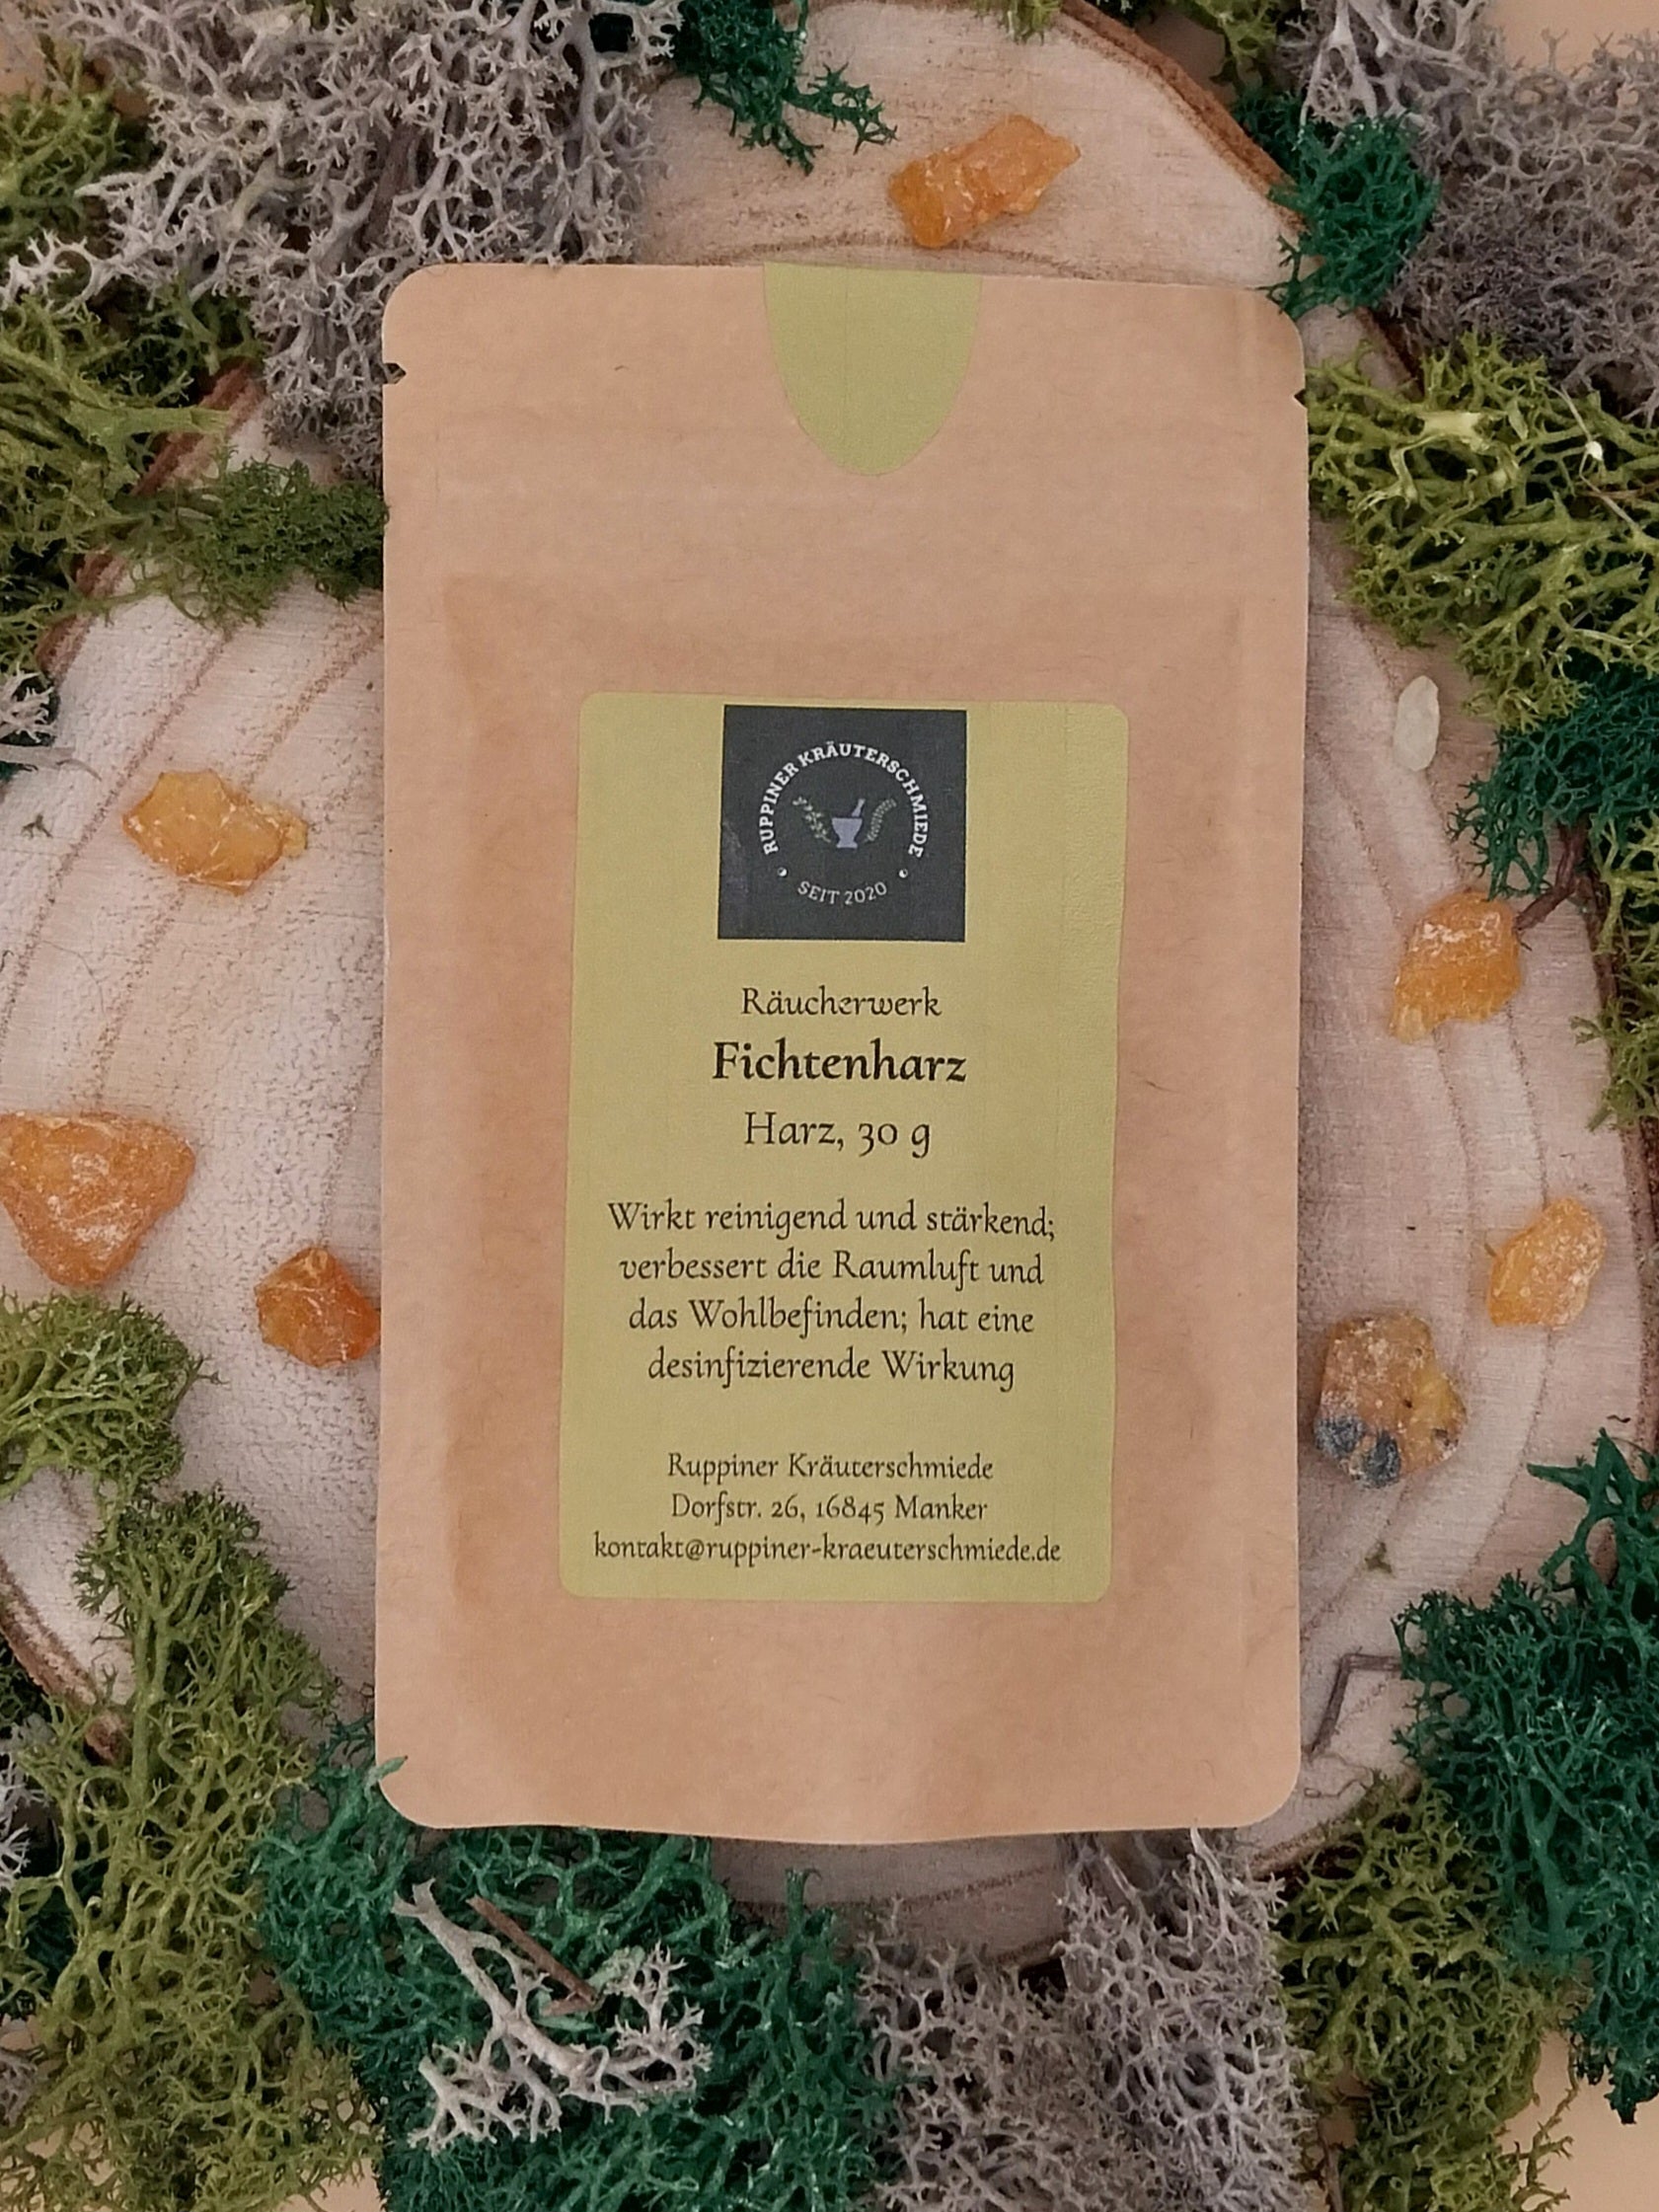 RUPPINER KRÄUTERSCHMIEDE
SEIT 2020
Räucherwerk
Fichtenharz
Harz, 30 g
Wirkt reinigend und stärkend;
verbessert die Raumluft und
das Wohlbefinden; hat eine
desinfizierende Wirkung
Ruppiner Kräuterschmiede
Dorfstr. 26, 16845 Manker
kontakt@ruppiner-kraeuterschmiede.de